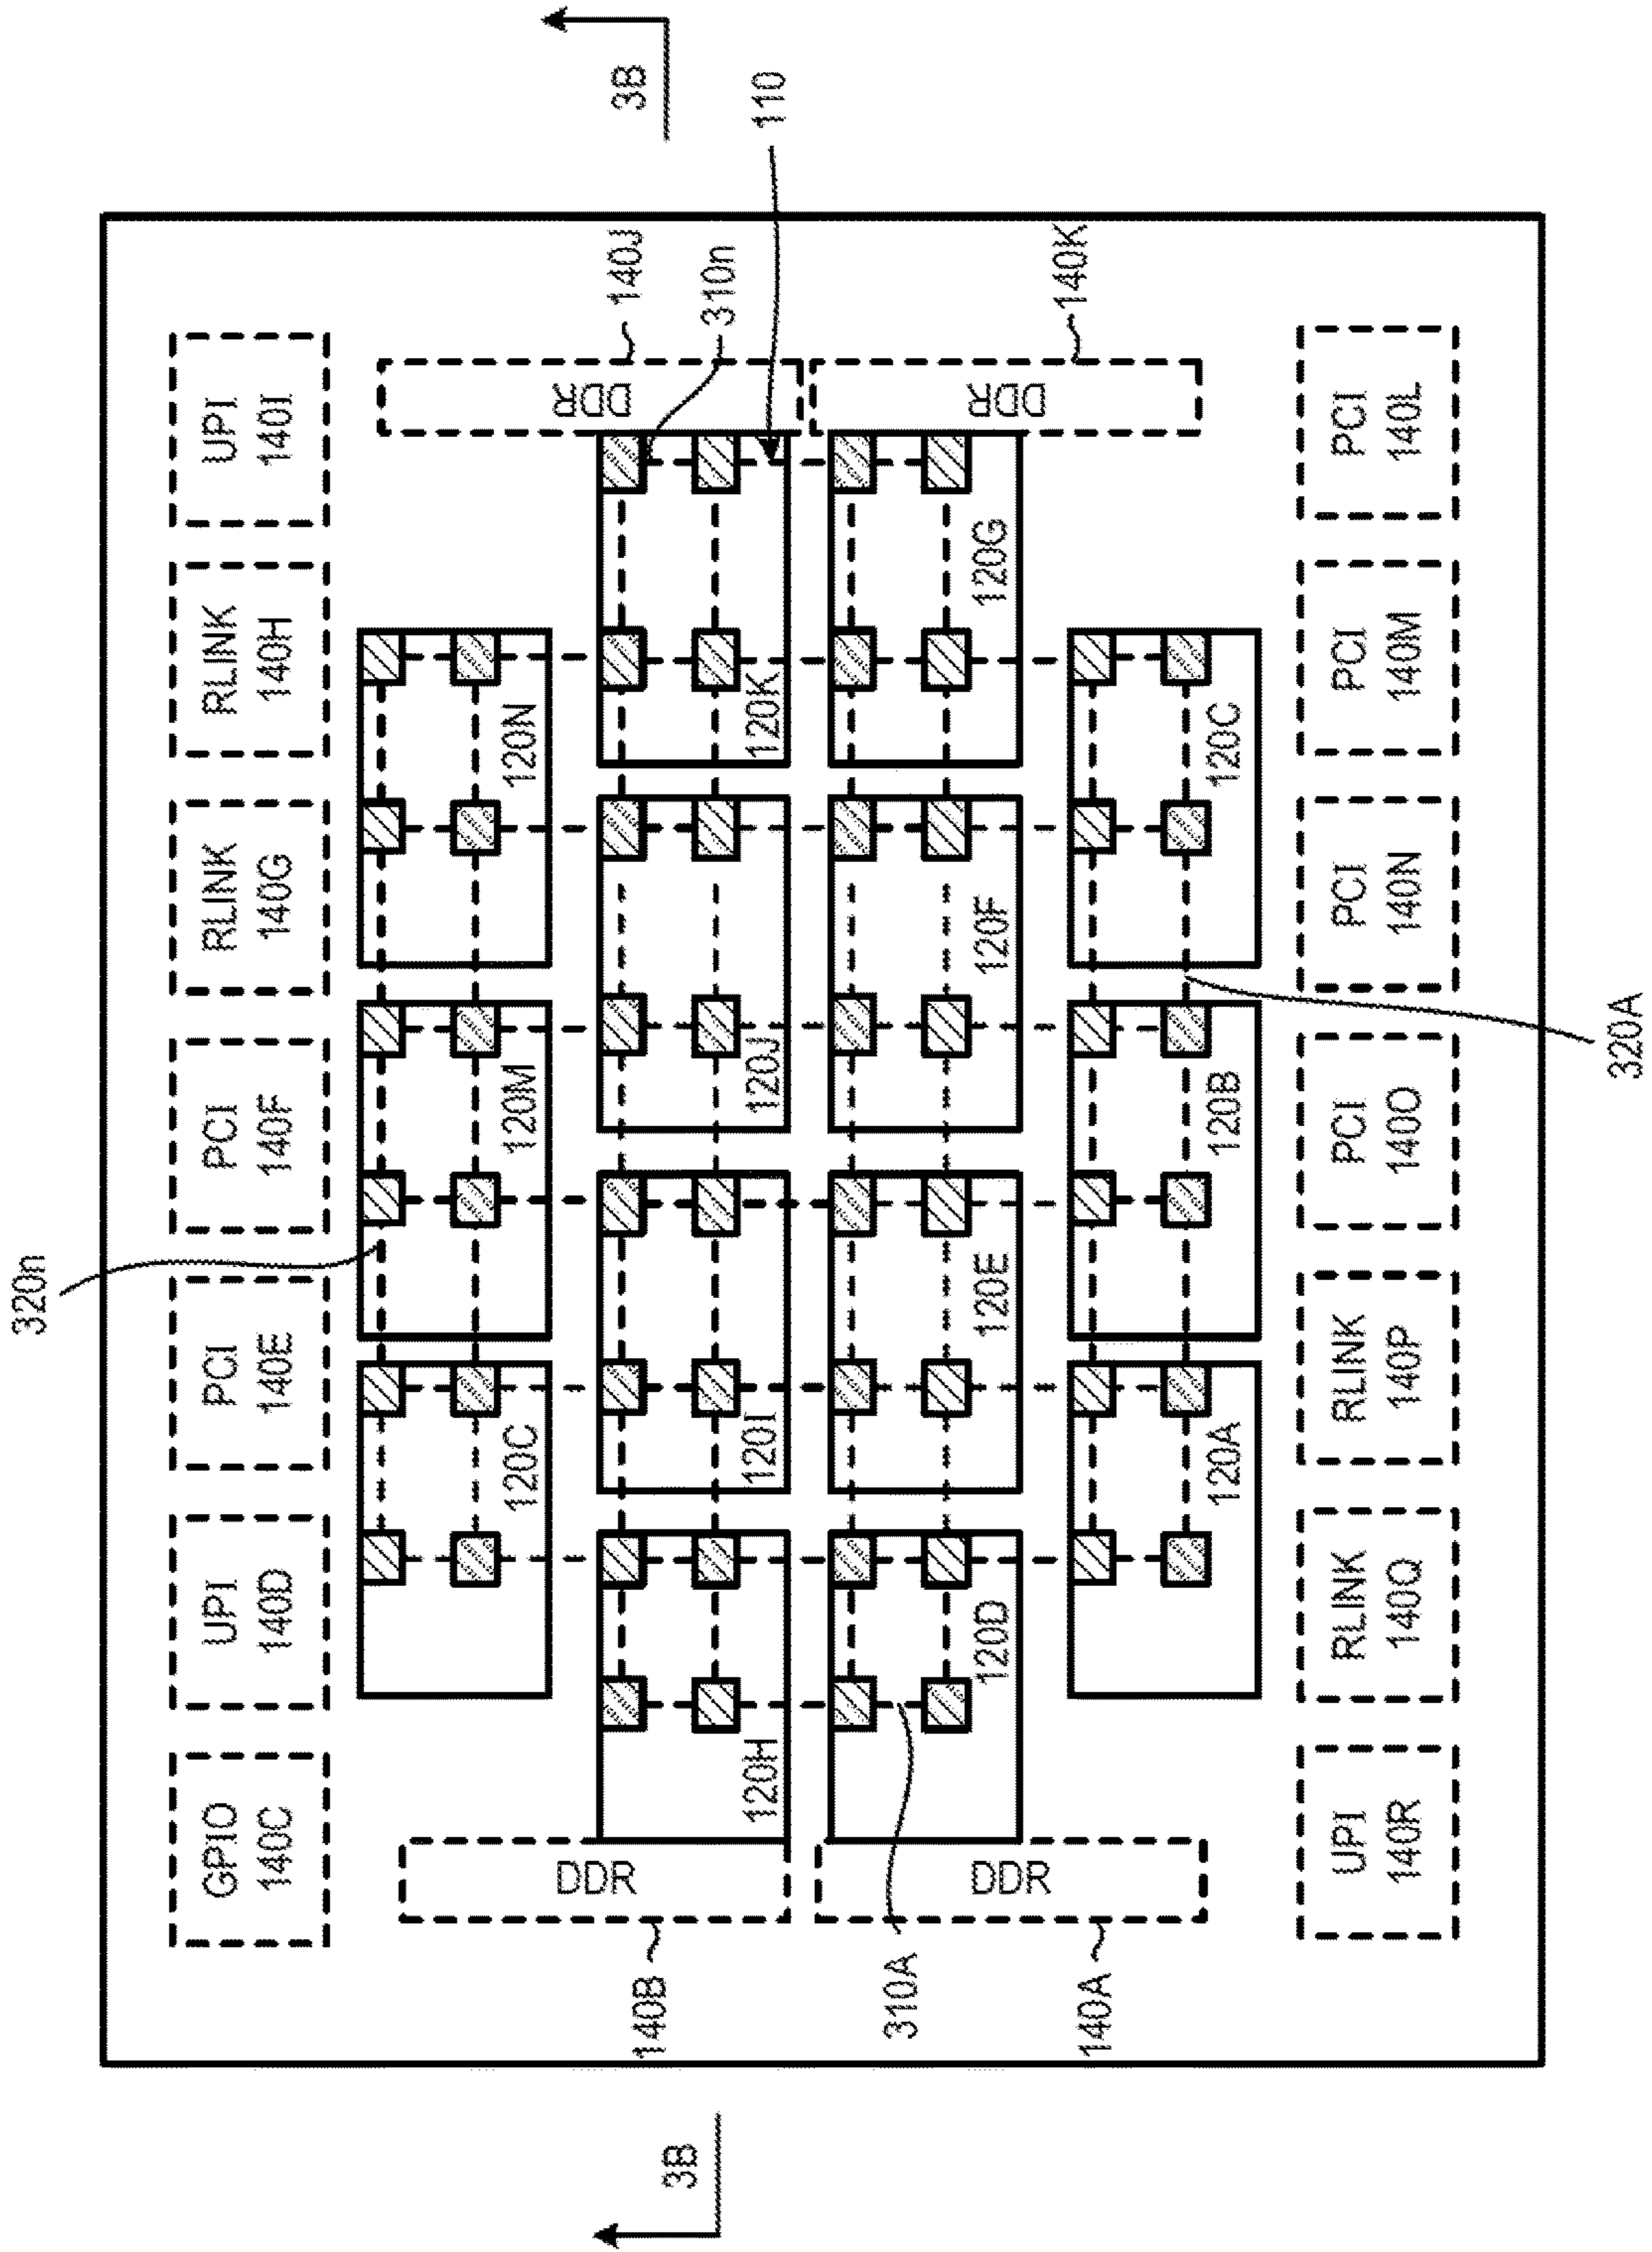 320n
GPIO
140C
UPI
140D
PCI
140E
PCI
140F
RLINK
140G
RLINK
140H
UPI
140I
120C
120M
120N
3B
140B
DDR
120H
120I
120J
120K
DDR
140J
3B
310n
110
310A
120D
120E
120F
120G
140A
DDR
DDR
140K
120A
120B
120C
UPI
140R
RLINK
140Q
RLINK
140P
PCI
140O
PCI
140N
PCI
140M
PCI
140L
320A